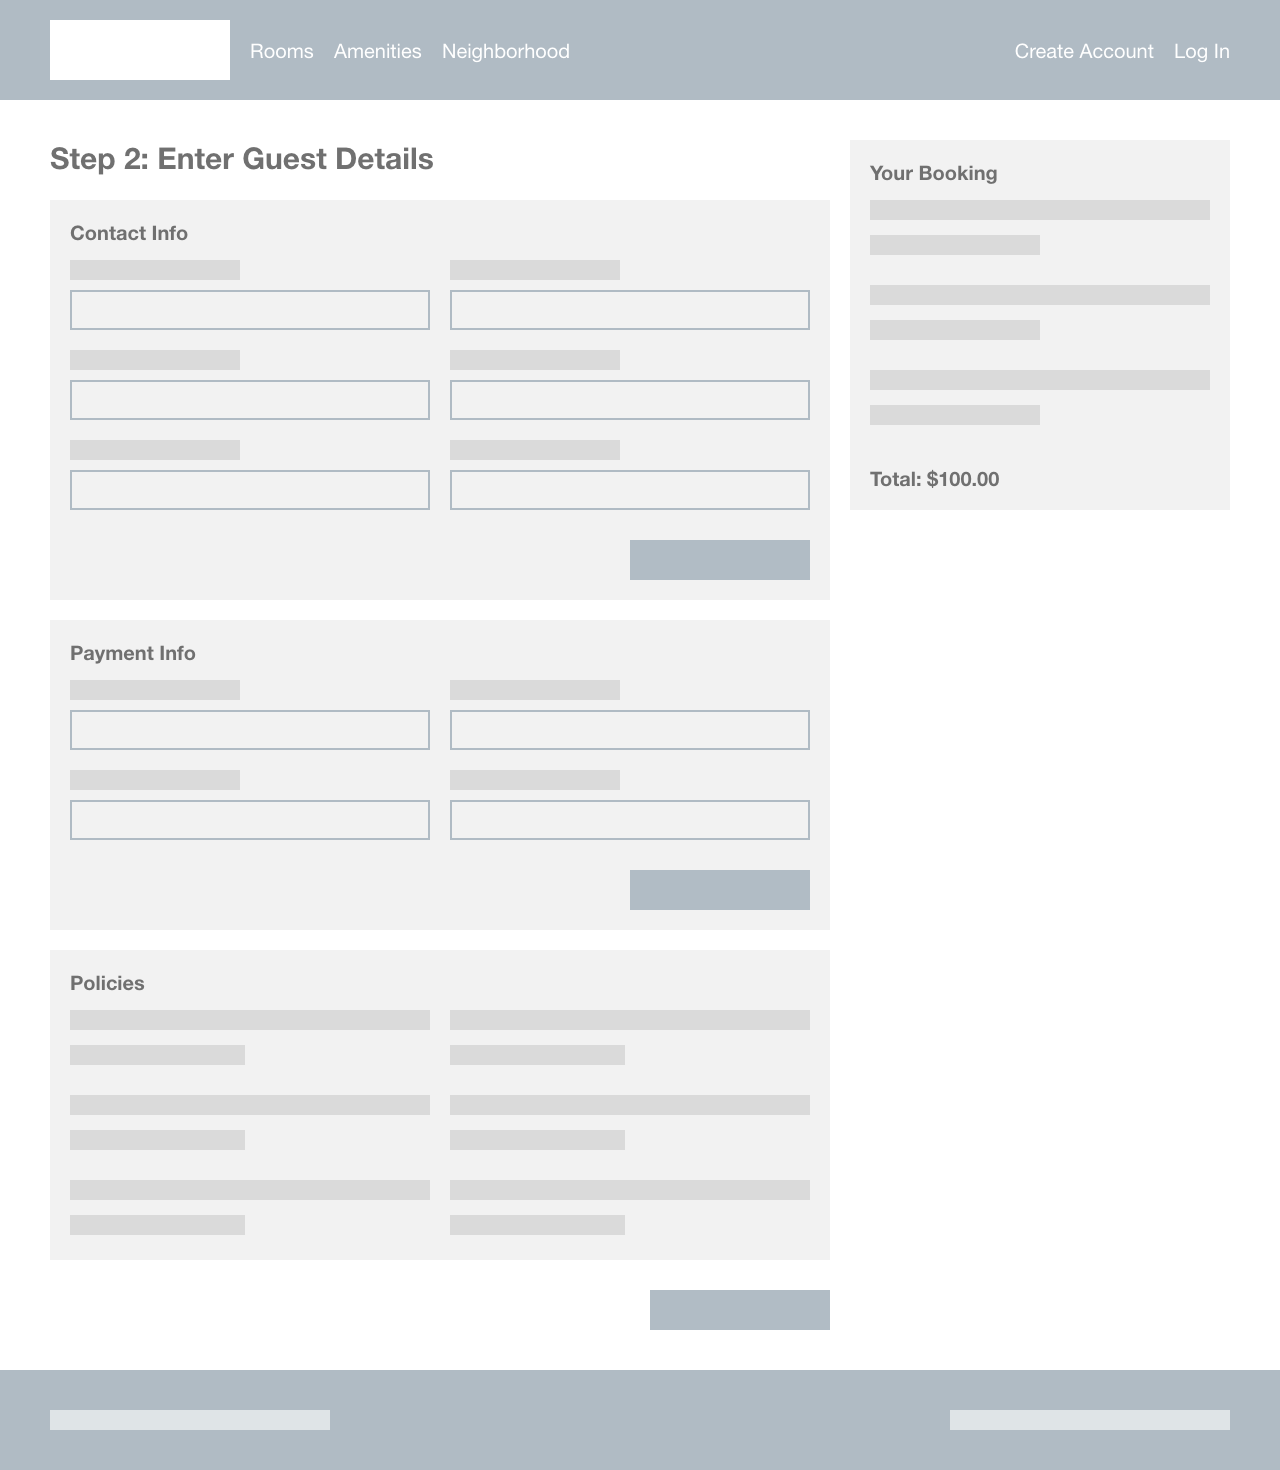 Rooms Amenities Neighborhood Create Account Log In
Step 2: Enter Guest Details
Contact Info
Payment Info
Policies
Your Booking
Total: $100.00